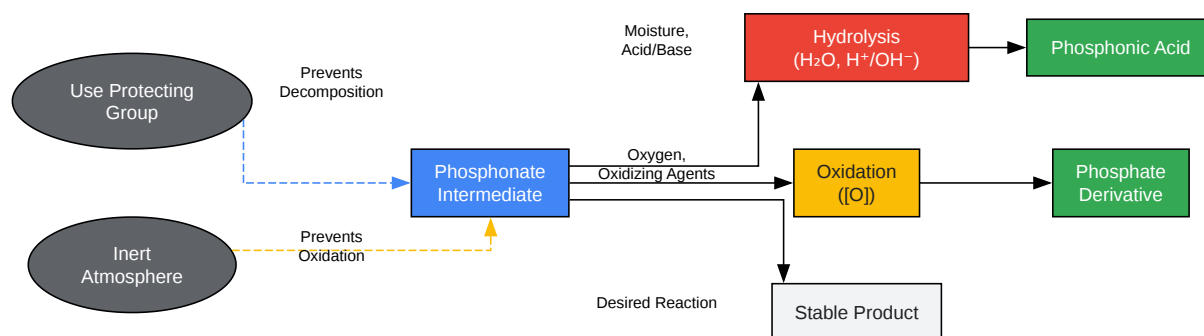 Moisture,
Acid/Base
Hydrolysis
(H₂O, H⁺/OH⁻)
Phosphonic Acid
Prevents
Decomposition
Use Protecting
Group
Phosphonate
Intermediate
Oxygen,
Oxidizing Agents
Oxidation
([O])
Phosphate
Derivative
Prevents
Oxidation
Inert
Atmosphere
Desired Reaction
Stable Product